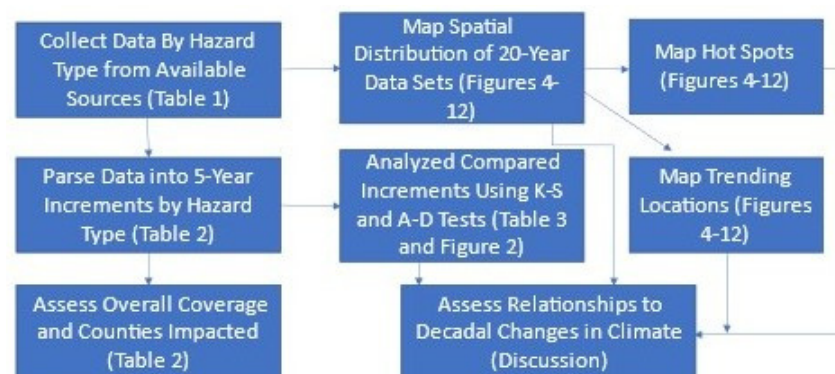 Collect Data By Hazard
Type from Available
Sources (Table 1)
Map Spatial
Distribution of 20-Year
Data Sets (Figures 4-
12)
Map Hot Spots
(Figures 4-12)
Parse Data into 5-Year
Increments by Hazard
Type (Table 2)
Analyzed Compared
Increments Using K-S
and A-D Tests (Table 3
and Figure 2)
Map Trending
Locations (Figures
4-12)
Assess Overall Coverage
and Counties Impacted
(Table 2)
Assess Relationships to
Decadal Changes in Climate
(Discussion)